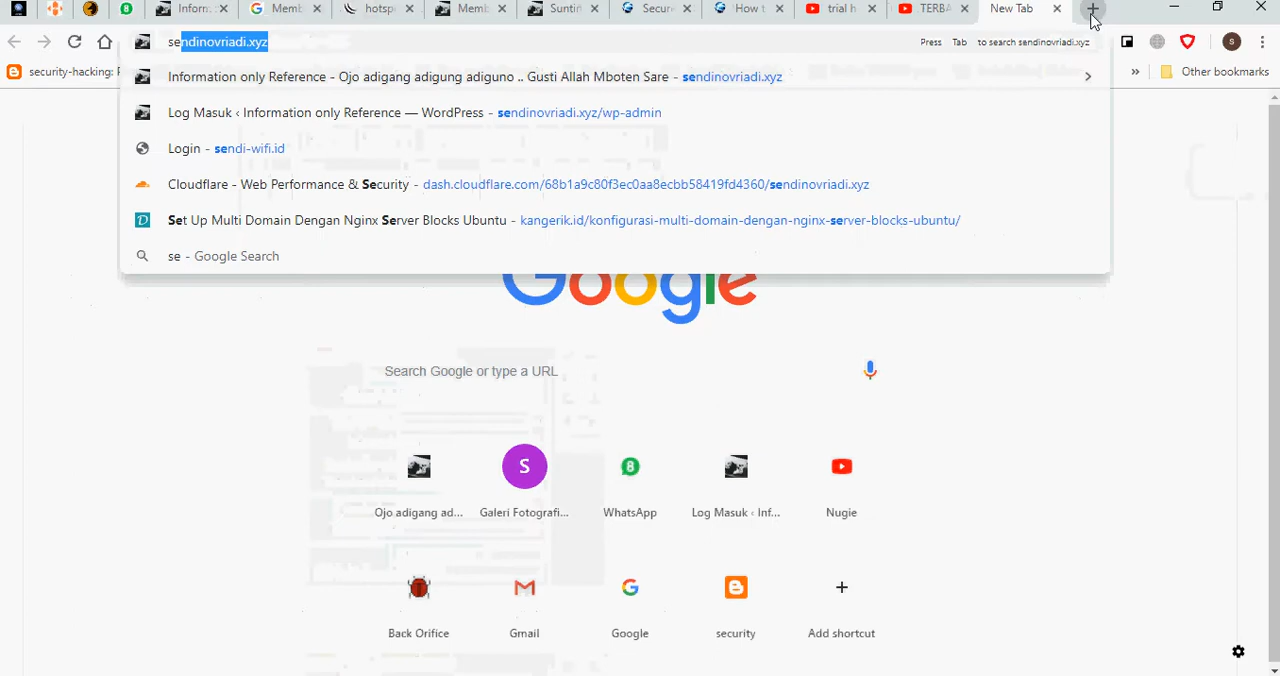 Inform
Memb
hotsp
Memb
Suntin
Secure
How t
trial h
TERBA
New Tab
sendinovriadi.xyz
Press Tab to search sendinovriadi.xyz
S
security-hacking:
»
Other bookmarks
Information only Reference - Ojo adigang adigung adiguno .. Gusti Allah Mboten Sare - sendinovriadi.xyz
Log Masuk ‹ Information only Reference — WordPress - sendinovriadi.xyz/wp-admin
Login - sendi-wifi.id
Cloudflare - Web Performance & Security - dash.cloudflare.com/68b1a9c80f3ec0aa8ecbb58419fd4360/sendinovriadi.xyz
Set Up Multi Domain Dengan Nginx Server Blocks Ubuntu - kangerik.id/konfigurasi-multi-domain-dengan-nginx-server-blocks-ubuntu/
se - Google Search
Google
Search Google or type a URL
S
8
Ojo adigang ad...
Galeri Fotografi...
WhatsApp
Log Masuk ‹ Inf...
Nugie
Back Orifice
Gmail
Google
security
Add shortcut